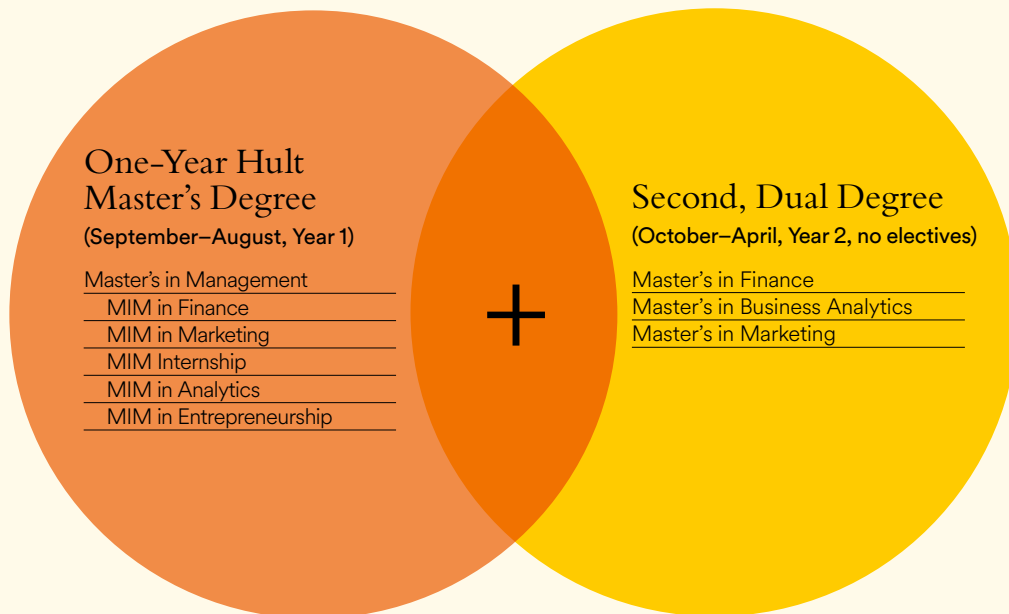 One-Year Hult
Master’s Degree
(September–August, Year 1)
Master’s in Management
MIM in Finance
MIM in Marketing
MIM Internship
MIM in Analytics
MIM in Entrepreneurship
+
Second, Dual Degree
(October–April, Year 2, no electives)
Master’s in Finance
Master’s in Business Analytics
Master’s in Marketing